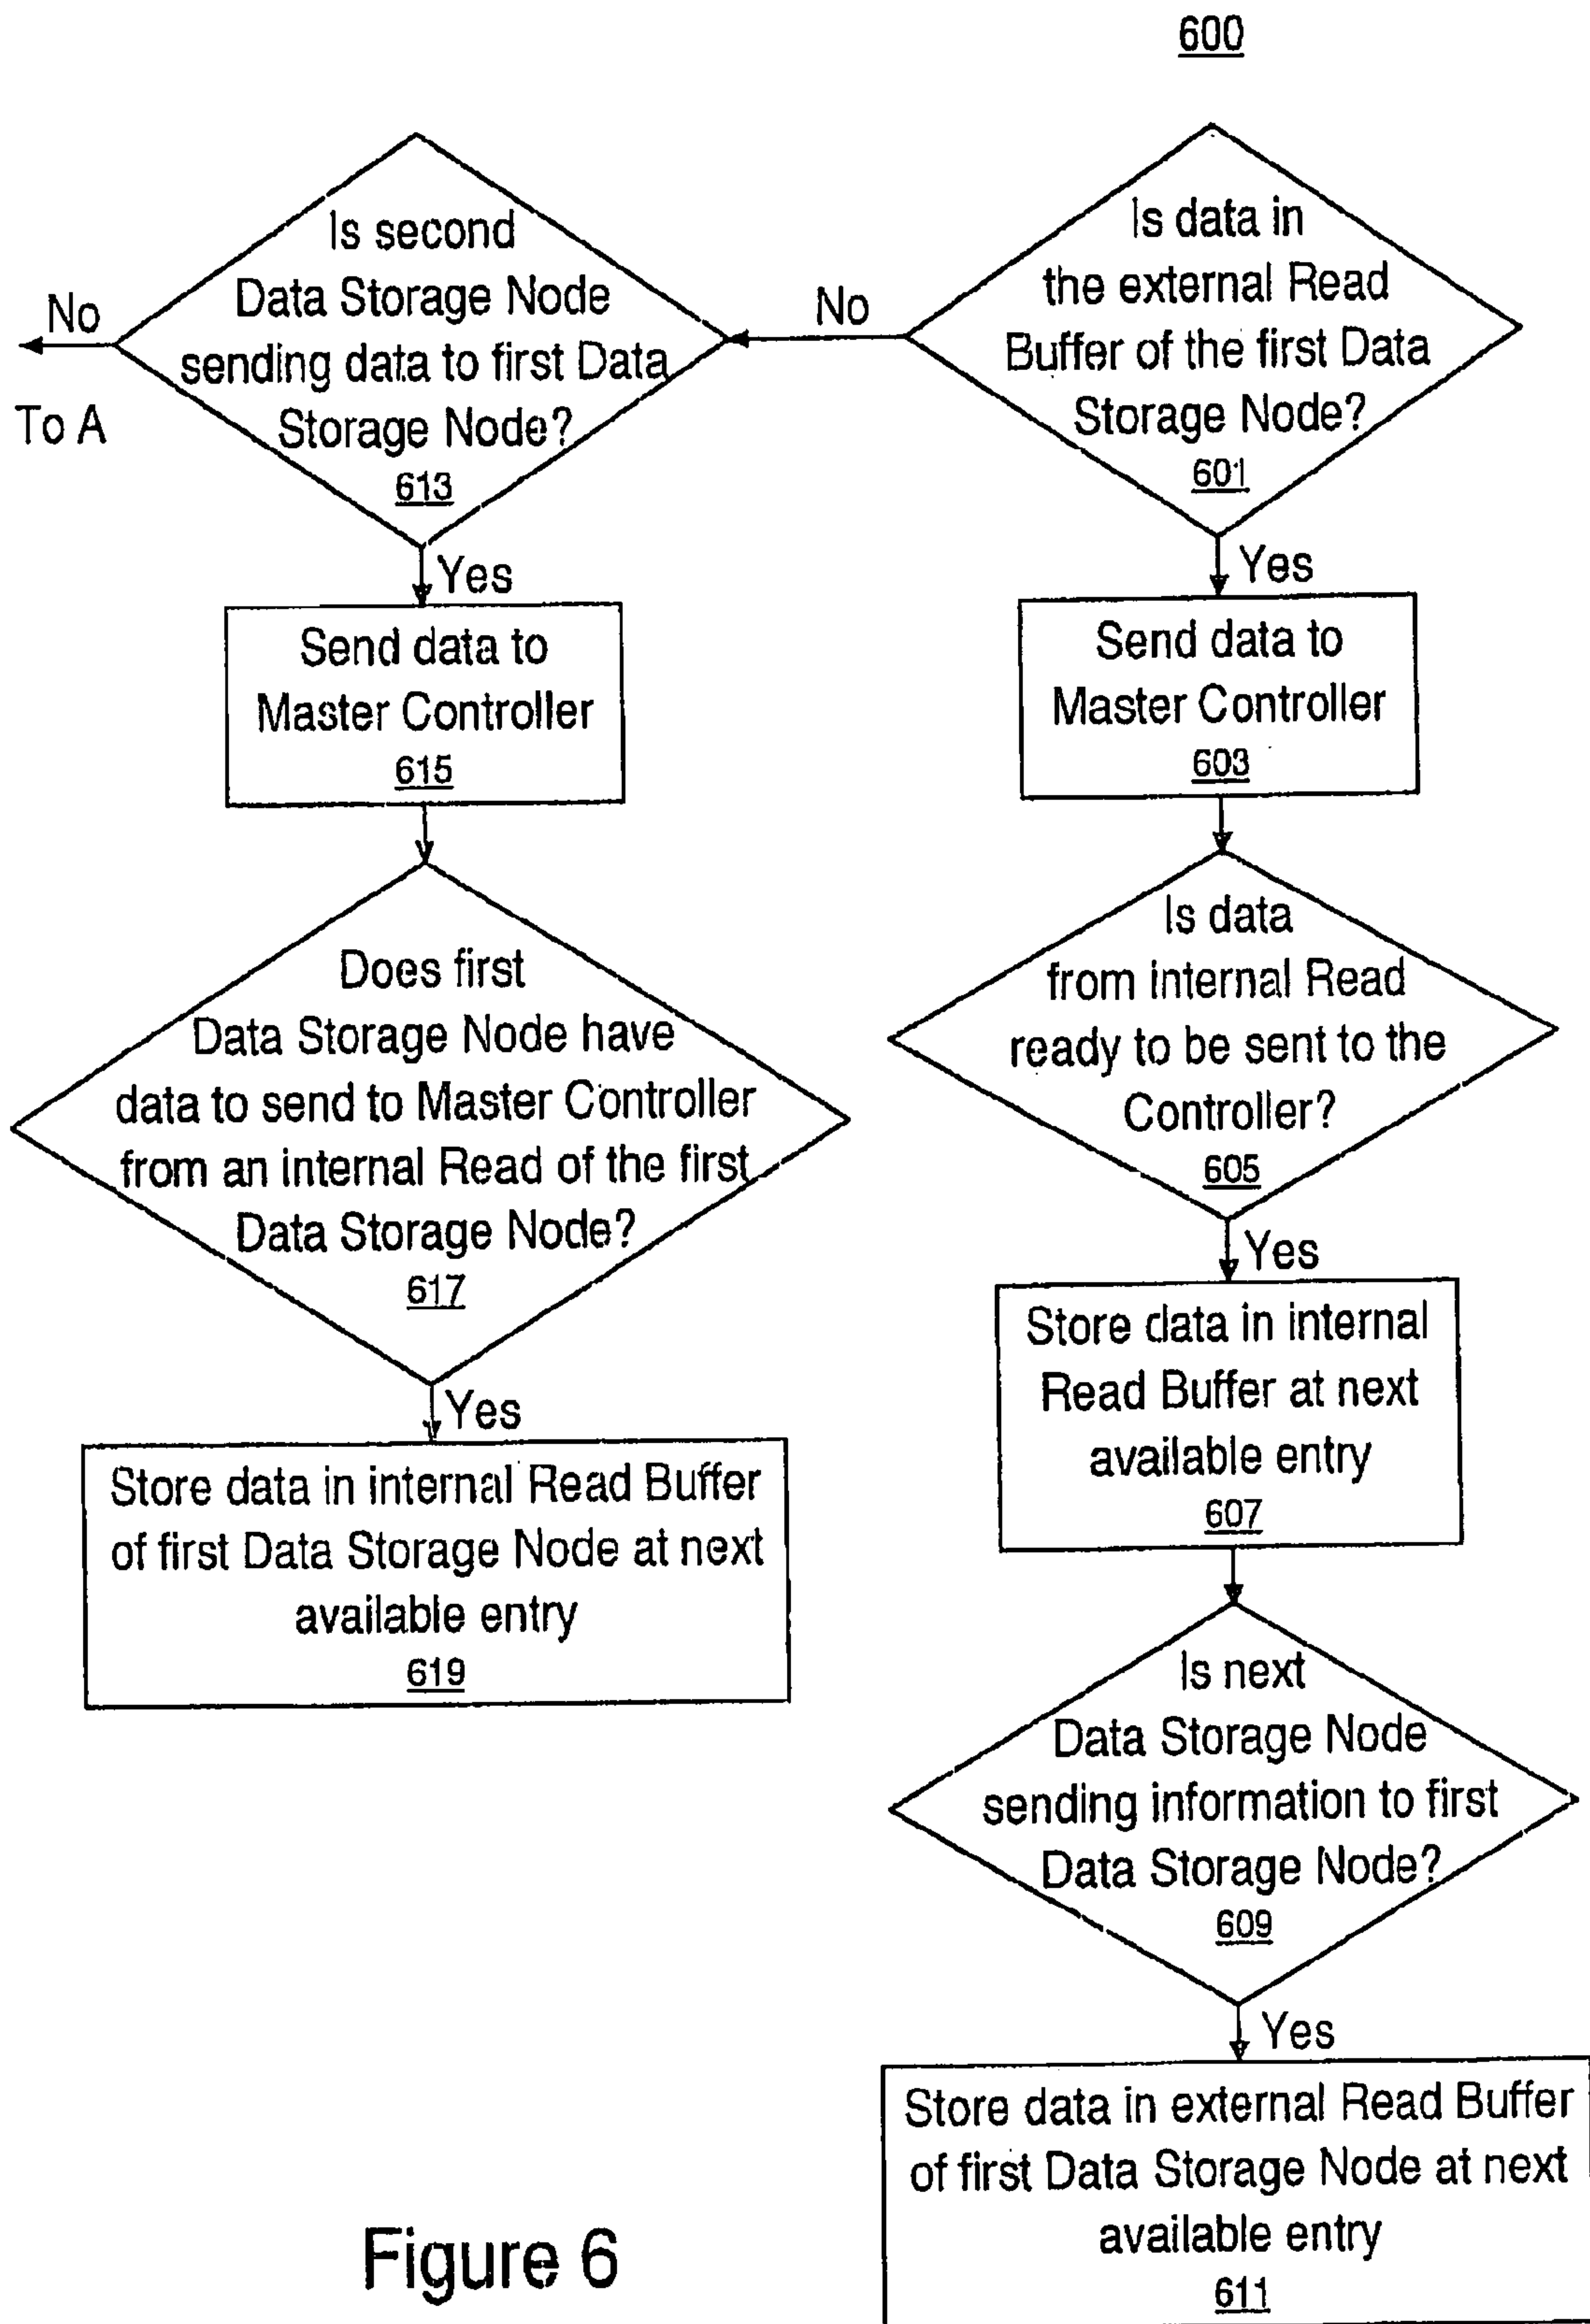 600
Is data in
the external Read
Buffer of the first Data
Storage Node?
601
No
Yes
Send data to
Master Controller
603
Is data
from internal Read
ready to be sent to the
Controller?
605
Yes
Store data in internal
Read Buffer at next
available entry
607
Is next
Data Storage Node
sending information to first
Data Storage Node?
609
Yes
Store data in external Read Buffer
of first Data Storage Node at next
available entry
611
Is second
Data Storage Node
sending data to first Data
Storage Node?
613
No
To A
Yes
Send data to
Master Controller
615
Does first
Data Storage Node have
data to send to Master Controller
from an internal Read of the first
Data Storage Node?
617
Yes
Store data in internal Read Buffer
of first Data Storage Node at next
available entry
619
Figure 6